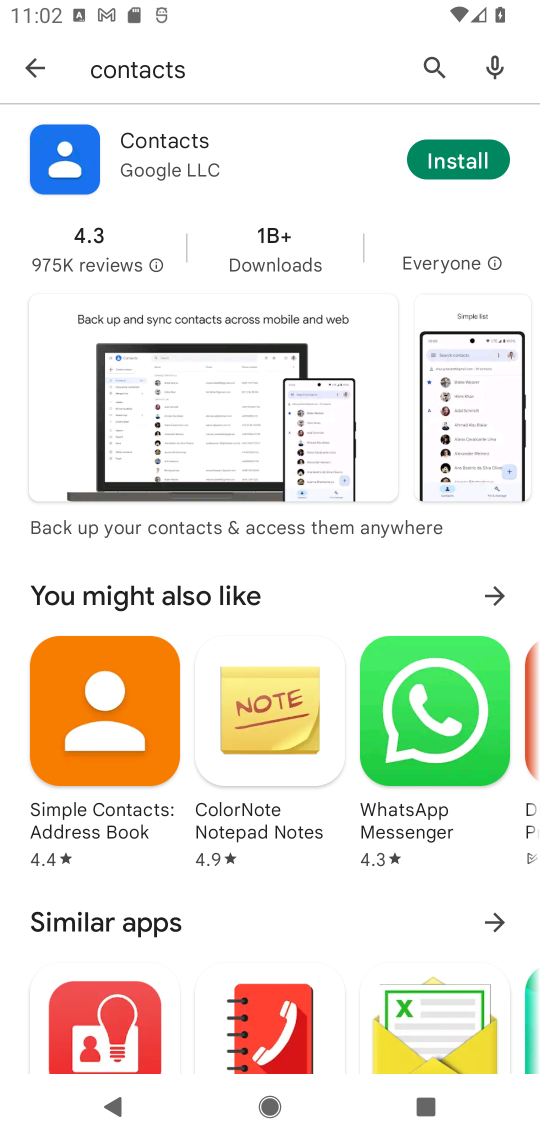 11:02
contacts
Contacts
Google LLC
Install
4.3
975K reviews
1B+
Downloads
Everyone
Back up and sync contacts across mobile and web
Simple list
Back up your contacts & access them anywhere
You might also like
NOTE
Simple Contacts: Address Book
4.4★
ColorNote Notepad Notes
4.9★
WhatsApp Messenger
4.3★
Similar apps
X